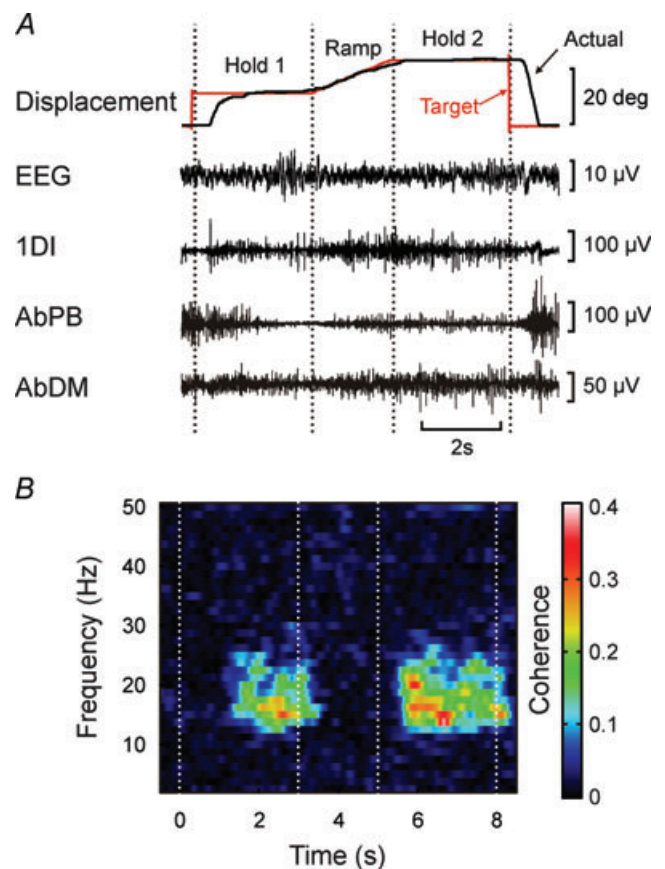 A
Hold 1
Ramp
Hold 2
Actual
Displacement
Target
20 deg
EEG
10 µV
1DI
100 µV
AbPB
100 µV
AbDM
50 µV
2s
B
Frequency (Hz)
50
40
30
20
10
0 2 4 6 8
Time (s)
Coherence
0.4
0.3
0.2
0.1
0